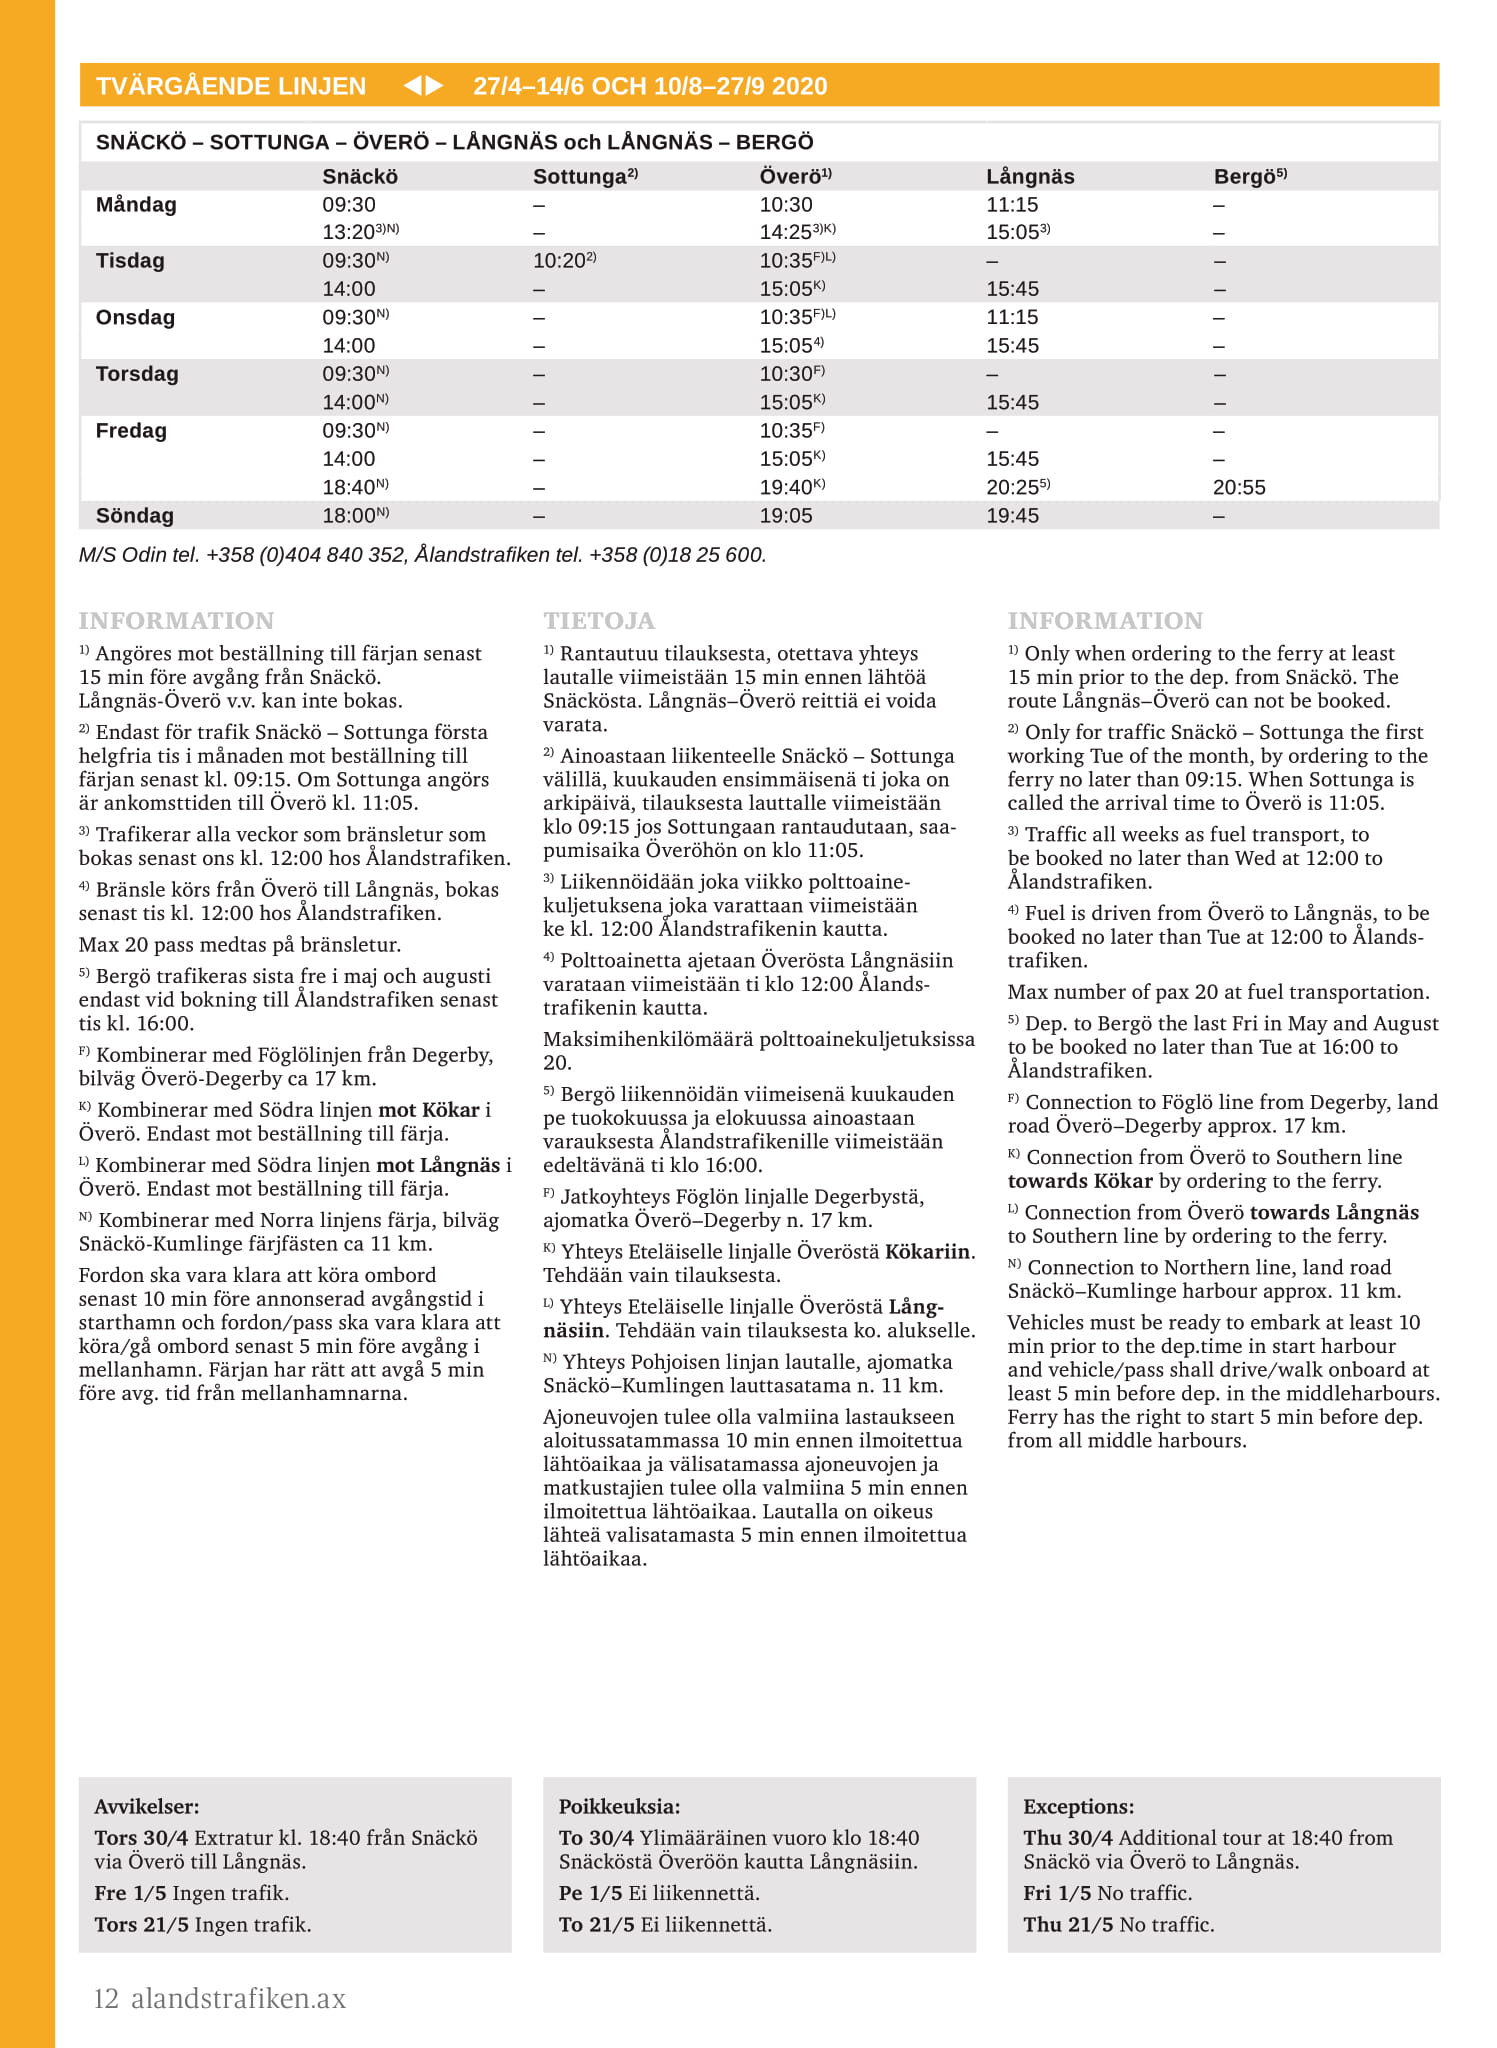 TVÄRGÅENDE LINJEN ◀▶ 27/4–14/6 OCH 10/8–27/9 2020
SNÄCKÖ – SOTTUNGA – ÖVERÖ – LÅNGNÄS och LÅNGNÄS – BERGÖ
Snäckö Sottunga2) Överö1) Långnäs Bergö5)
Måndag 09:30 – 10:30 11:15 –
13:203)N) – 14:253)K) 15:053) –
Tisdag 09:30N) 10:202) 10:35F)L) – –
14:00 – 15:05K) 15:45 –
Onsdag 09:30N) – 10:35F)L) 11:15 –
14:00 – 15:054) 15:45 –
Torsdag 09:30N) – 10:30F) – –
14:00N) – 15:05K) 15:45 –
Fredag 09:30N) – 10:35F) – –
14:00 – 15:05K) 15:45 –
18:40N) – 19:40K) 20:255) 20:55
Söndag 18:00N) – 19:05 19:45 –
M/S Odin tel. +358 (0)404 840 352, Ålandstrafiken tel. +358 (0)18 25 600.
INFORMATION
1) Angöres mot beställning till färjan senast
15 min före avgång från Snäckö.
Långnäs-Överö v.v. kan inte bokas.
2) Endast för trafik Snäckö – Sottunga första
helgfria tis i månaden mot beställning till
färjan senast kl. 09:15. Om Sottunga angörs
är ankomsttiden till Överö kl. 11:05.
3) Trafikerar alla veckor som bränsletur som
bokas senast ons kl. 12:00 hos Ålandstrafiken.
4) Bränsle körs från Överö till Långnäs, bokas
senast tis kl. 12:00 hos Ålandstrafiken.
Max 20 pass medtas på bränsletur.
5) Bergö trafikeras sista fre i maj och augusti
endast vid bokning till Ålandstrafiken senast
tis kl. 16:00.
F) Kombinerar med Föglölinjen från Degerby,
bilväg Överö-Degerby ca 17 km.
K) Kombinerar med Södra linjen mot Kökar i
Överö. Endast mot beställning till färja.
L) Kombinerar med Södra linjen mot Långnäs i
Överö. Endast mot beställning till färja.
N) Kombinerar med Norra linjens färja, bilväg
Snäckö-Kumlinge färjfästen ca 11 km.
Fordon ska vara klara att köra ombord
senast 10 min före annonserad avgångstid i
starthamn och fordon/pass ska vara klara att
köra/gå ombord senast 5 min före avgång i
mellanhamn. Färjan har rätt att avgå 5 min
före avg. tid från mellanhamnarna.
TIETOJA
1) Rantautuu tilauksesta, otettava yhteys
lautalle viimeistään 15 min ennen lähtöä
Snäckösta. Långnäs–Överö reittiä ei voida
varata.
2) Ainoastaan liikenteelle Snäckö – Sottunga
välillä, kuukauden ensimmäisenä ti joka on
arkipäivä, tilauksesta lauttalle viimeistään
klo 09:15 jos Sottungaan rantaudutaan, saa-
pumisaika Överöhön on klo 11:05.
3) Liikennöidään joka viikko polttoaine-
kuljetuksena joka varattaan viimeistään
ke kl. 12:00 Ålandstrafikenin kautta.
4) Polttoainetta ajetaan Överösta Långnäsiin
varataan viimeistään ti klo 12:00 Ålands-
trafikenin kautta.
Maksimihenkilömäärä polttoainekuljetuksissa
20.
5) Bergö liikennöidän viimeisenä kuukauden
pe tuokokuussa ja elokuussa ainoastaan
varauksesta Ålandstrafikenille viimeistään
edeltävänä ti klo 16:00.
F) Jatkoyhteys Föglön linjalle Degerbystä,
ajomatka Överö–Degerby n. 17 km.
K) Yhteys Eteläiselle linjalle Överöstä Kökariin.
Tehdään vain tilauksesta.
L) Yhteys Eteläiselle linjalle Överöstä Lång-
näsiin. Tehdään vain tilauksesta ko. alukselle.
N) Yhteys Pohjoisen linjan lautalle, ajomatka
Snäckö–Kumlingen lauttasatama n. 11 km.
Ajoneuvojen tulee olla valmiina lastaukseen
aloitussatammassa 10 min ennen ilmoitettua
lähtöaikaa ja välisatamassa ajoneuvojen ja
matkustajien tulee olla valmiina 5 min ennen
ilmoitettua lähtöaikaa. Lautalla on oikeus
lähteä valisatamasta 5 min ennen ilmoitettua
lähtöaikaa.
INFORMATION
1) Only when ordering to the ferry at least
15 min prior to the dep. from Snäckö. The
route Långnäs–Överö can not be booked.
2) Only for traffic Snäckö – Sottunga the first
working Tue of the month, by ordering to the
ferry no later than 09:15. When Sottunga is
called the arrival time to Överö is 11:05.
3) Traffic all weeks as fuel transport, to
be booked no later than Wed at 12:00 to
Ålandstrafiken.
4) Fuel is driven from Överö to Långnäs, to be
booked no later than Tue at 12:00 to Ålands-
trafiken.
Max number of pax 20 at fuel transportation.
5) Dep. to Bergö the last Fri in May and August
to be booked no later than Tue at 16:00 to
Ålandstrafiken.
F) Connection to Föglö line from Degerby, land
road Överö–Degerby approx. 17 km.
K) Connection from Överö to Southern line
towards Kökar by ordering to the ferry.
L) Connection from Överö towards Långnäs
to Southern line by ordering to the ferry.
N) Connection to Northern line, land road
Snäckö–Kumlinge harbour approx. 11 km.
Vehicles must be ready to embark at least 10
min prior to the dep.time in start harbour
and vehicle/pass shall drive/walk onboard at
least 5 min before dep. in the middleharbours.
Ferry has the right to start 5 min before dep.
from all middle harbours.
Avvikelser:
Tors 30/4 Extratur kl. 18:40 från Snäckö
via Överö till Långnäs.
Fre 1/5 Ingen trafik.
Tors 21/5 Ingen trafik.
Poikkeuksia:
To 30/4 Ylimääräinen vuoro klo 18:40
Snäcköstä Överöön kautta Långnäsiin.
Pe 1/5 Ei liikennettä.
To 21/5 Ei liikennettä.
Exceptions:
Thu 30/4 Additional tour at 18:40 from
Snäckö via Överö to Långnäs.
Fri 1/5 No traffic.
Thu 21/5 No traffic.
12 alandstrafiken.ax